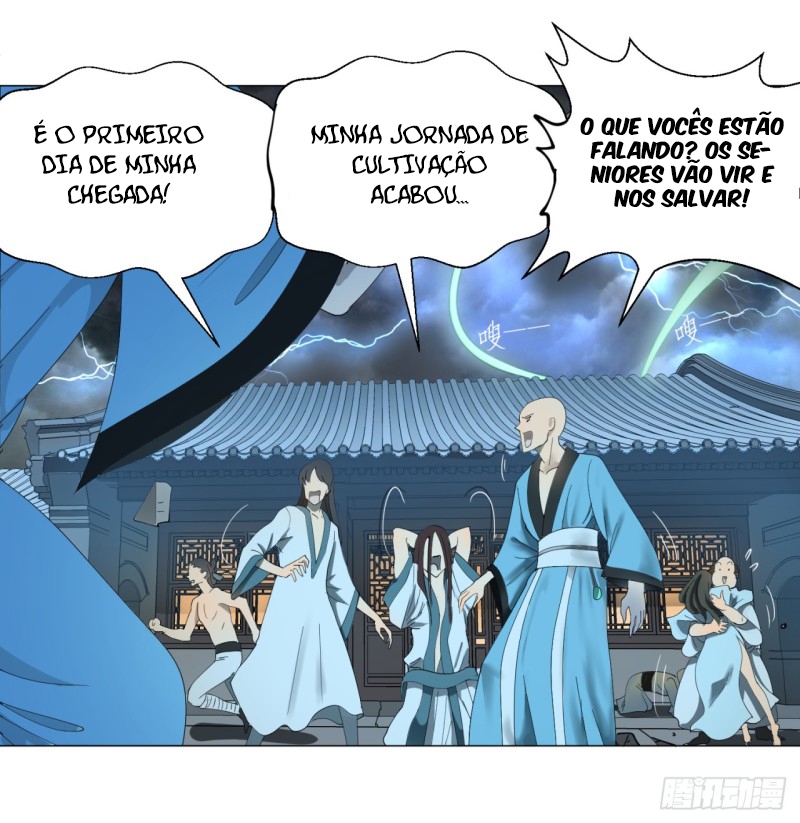 É O PRIMEIRO
DIA DE MINHA
CHEGADA!
MINHA JORNADA DE
CULTIVAÇÃO
ACABOU...
O QUE VOCÊS ESTÃO
FALANDO? OS SE-
NIORES VÃO VIR E
NOS SALVAR!
嗖——
嗖——
腾讯动漫